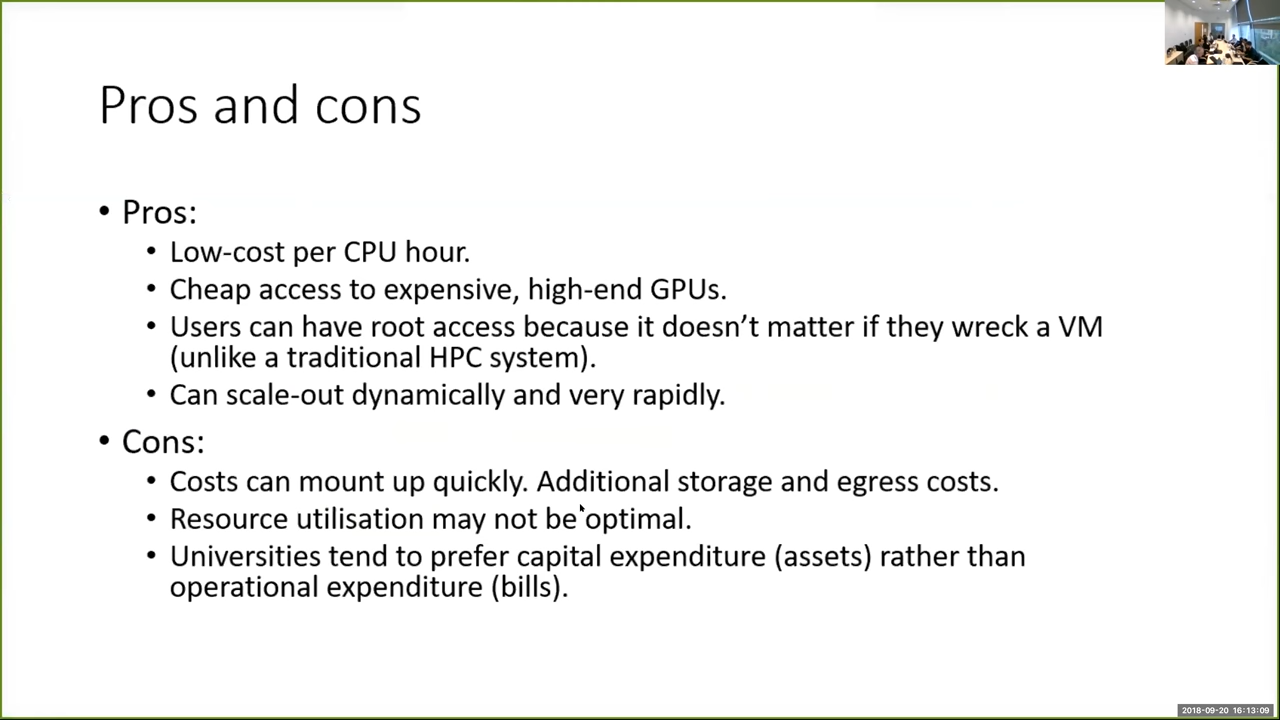 Pros and cons
• Pros:
• Low-cost per CPU hour.
• Cheap access to expensive, high-end GPUs.
• Users can have root access because it doesn’t matter if they wreck a VM
(unlike a traditional HPC system).
• Can scale-out dynamically and very rapidly.
• Cons:
• Costs can mount up quickly. Additional storage and egress costs.
• Resource utilisation may not be optimal.
• Universities tend to prefer capital expenditure (assets) rather than
operational expenditure (bills).
2018-09-20 16:13:09